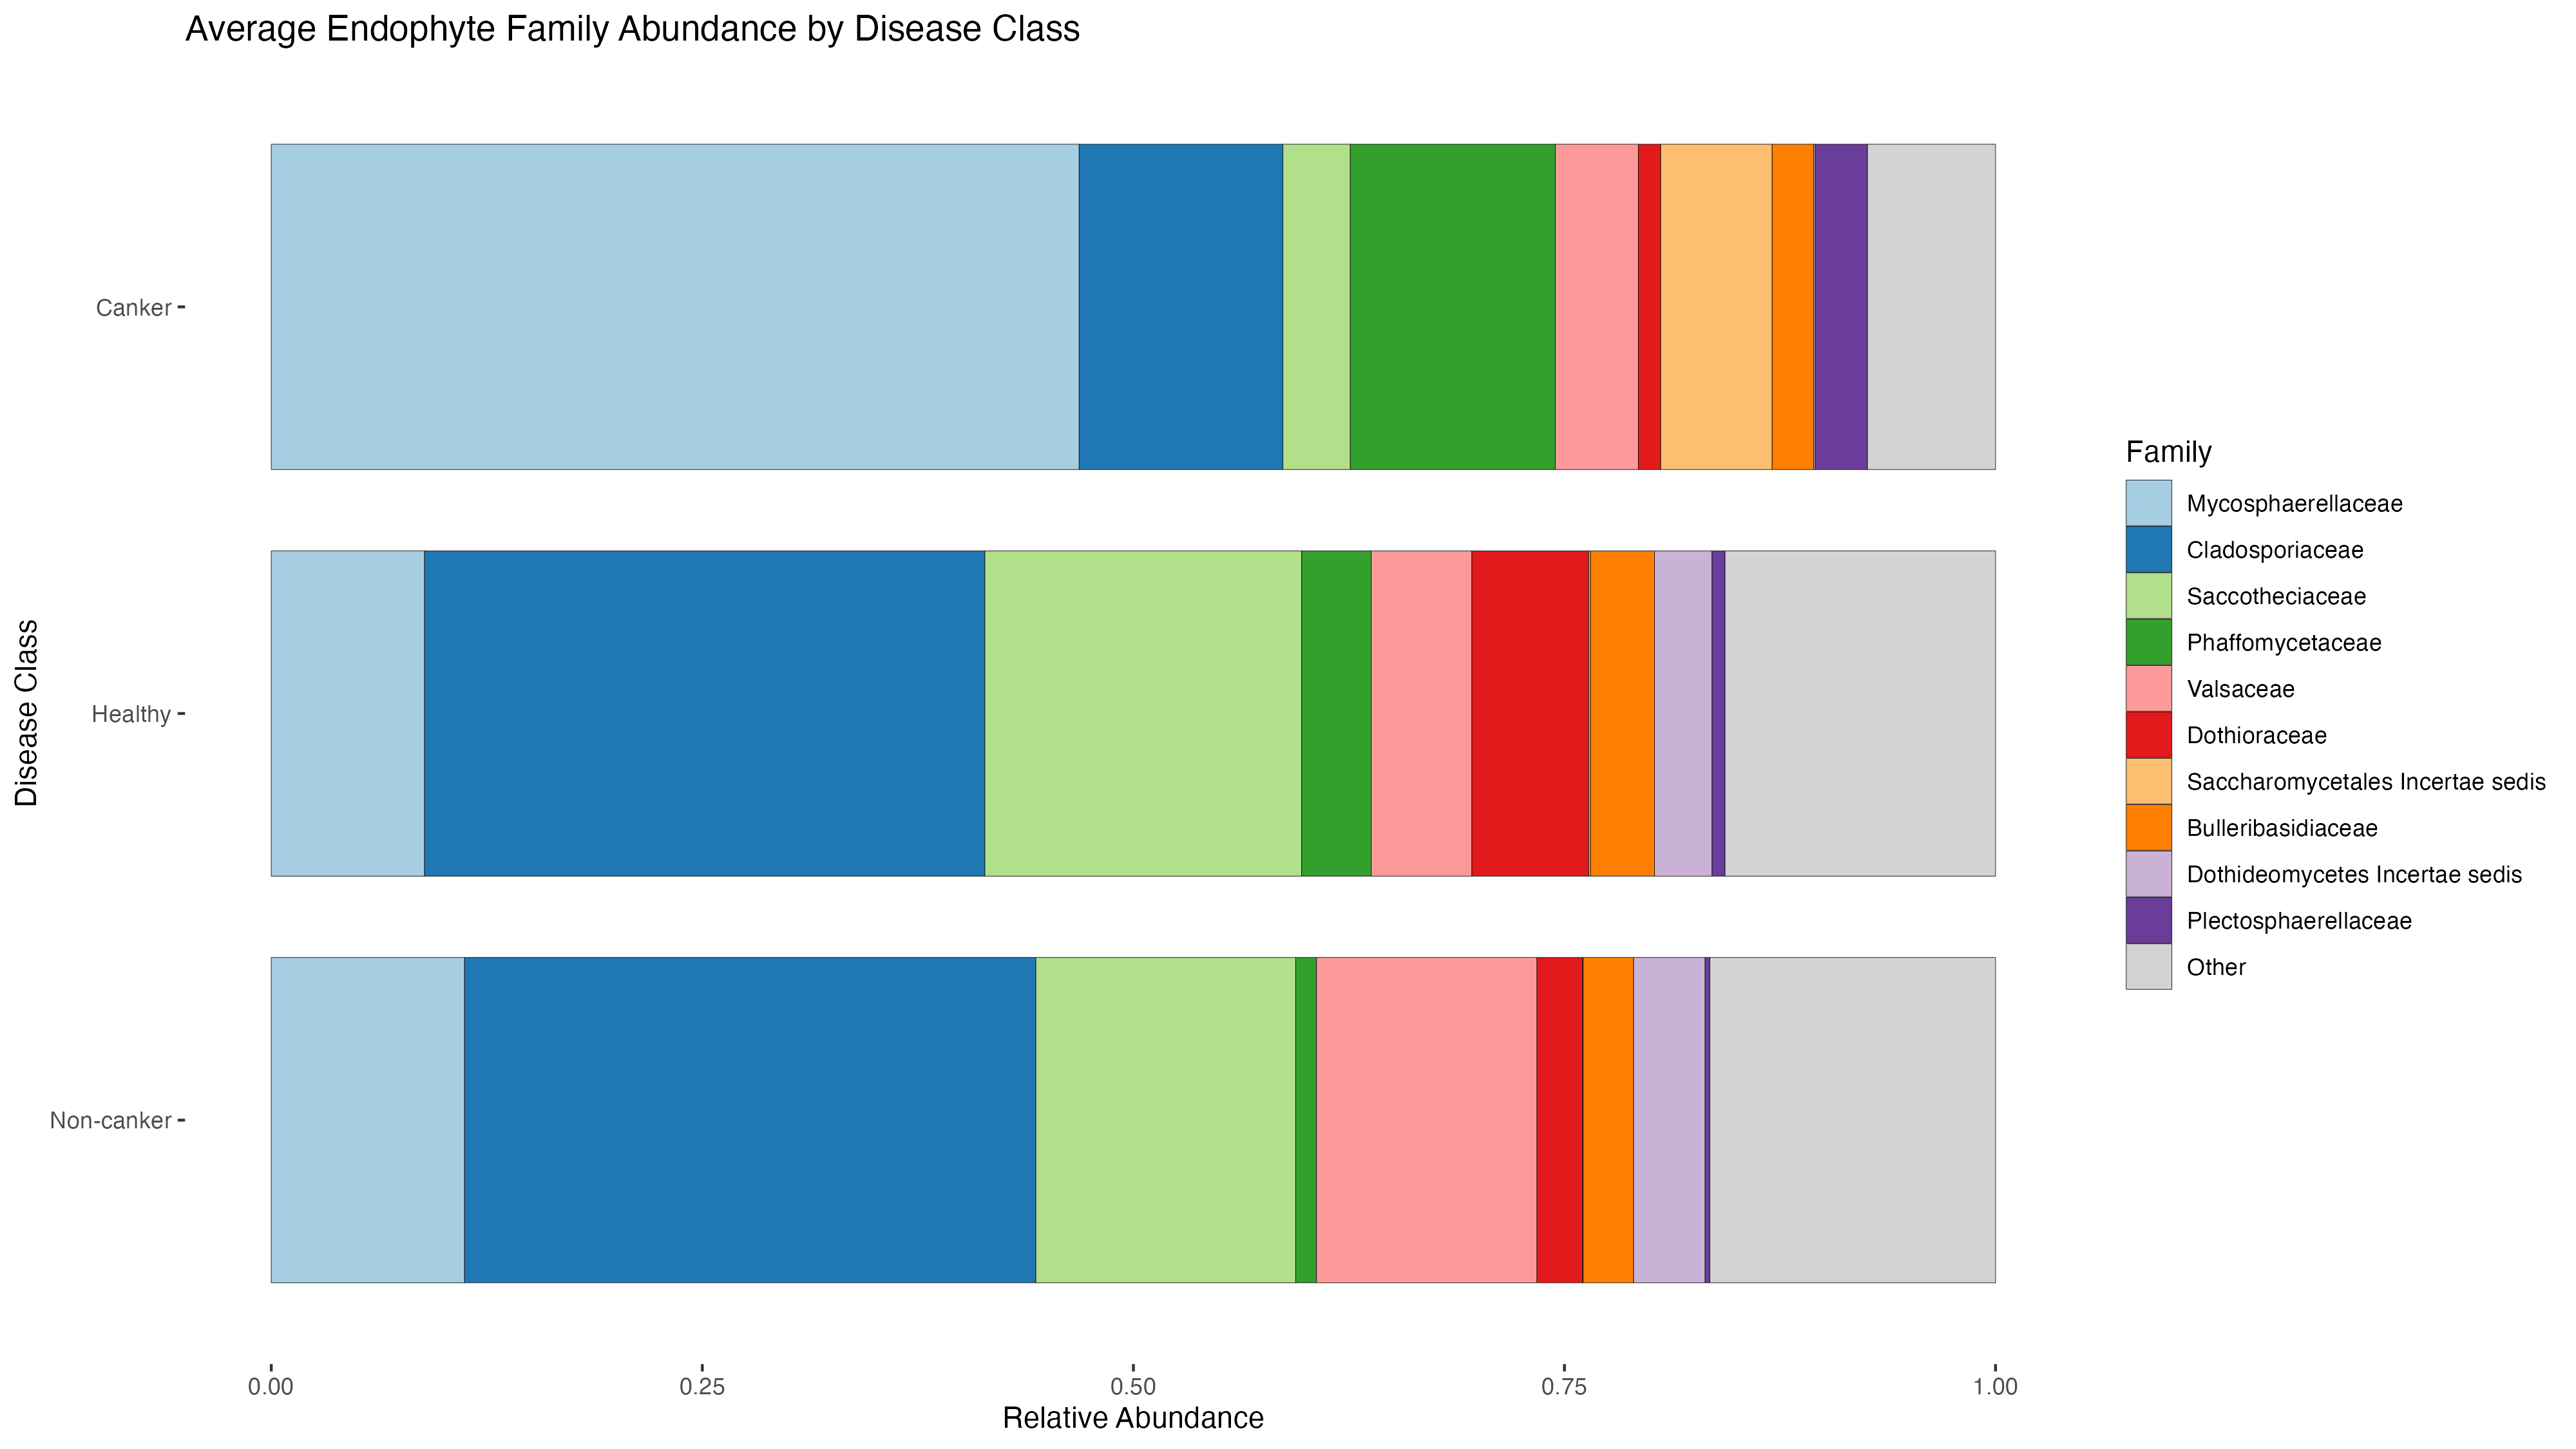 Average Endophyte Family Abundance by Disease Class
Disease Class
Canker
Healthy
Non-canker
0.00
0.25
0.50
0.75
1.00
Relative Abundance
Family
Mycosphaerellaceae
Cladosporiaceae
Saccotheciaceae
Phaffomycetaceae
Valsaceae
Dothioraceae
Saccharomycetales Incertae sedis
Bulleribasidiaceae
Dothideomycetes Incertae sedis
Plectosphaerellaceae
Other